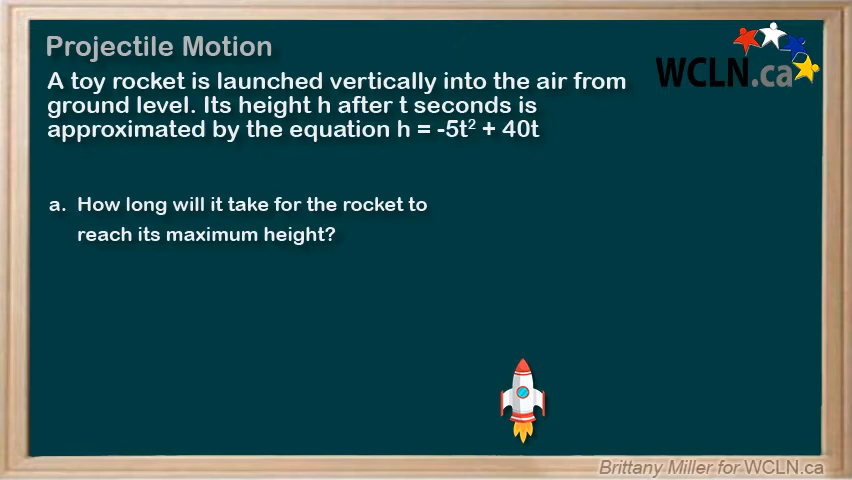 Projectile Motion
WCLN.ca
A toy rocket is launched vertically into the air from
ground level. Its height h after t seconds is
approximated by the equation h = -5t² + 40t
a. How long will it take for the rocket to
reach its maximum height?
Brittany Miller for WCLN.ca